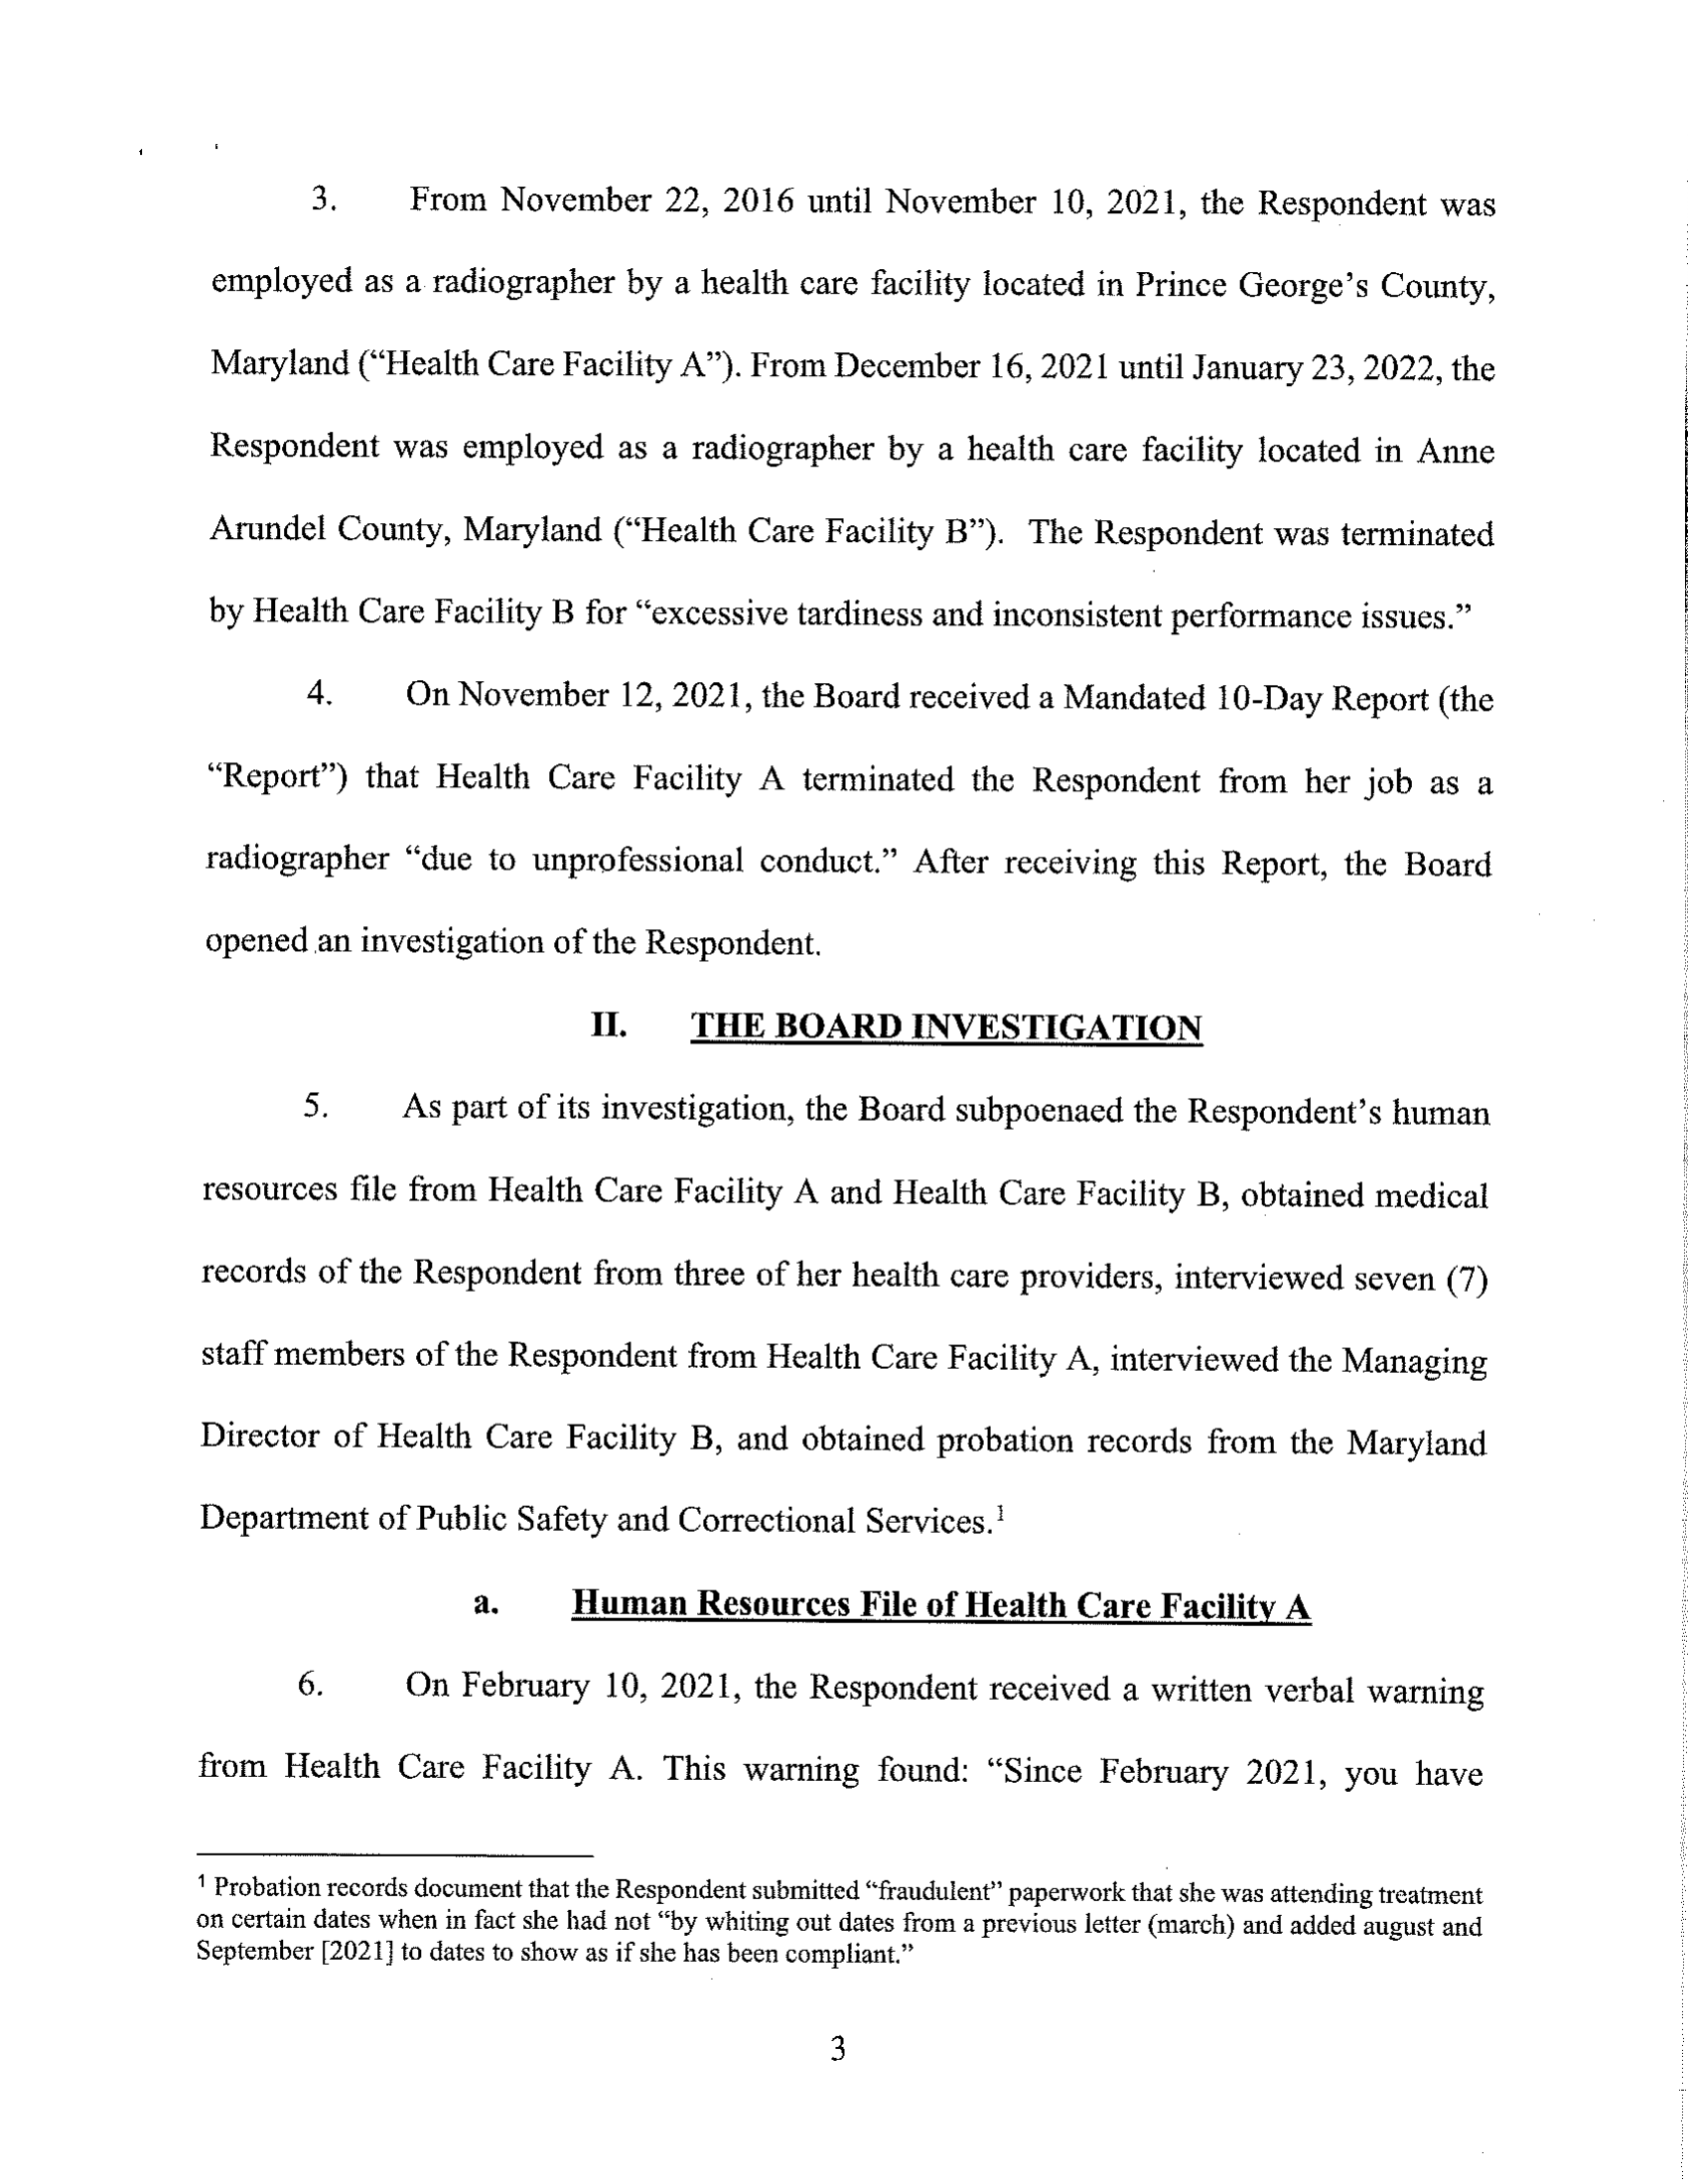 3. From November 22, 2016 until November 10, 2021, the Respondent was
employed as a radiographer by a health care facility located in Prince George's County,
Maryland (“Health Care Facility A”). From December 16, 2021 until January 23, 2022, the
Respondent was employed as a radiographer by a health care facility located in Anne
Arundel County, Maryland (“Health Care Facility B”). The Respondent was terminated
by Health Care Facility B for “excessive tardiness and inconsistent performance issues.”
4. On November 12, 2021, the Board received a Mandated 10-Day Report (the
“Report”) that Health Care Facility A terminated the Respondent from her job as a
radiographer “due to unprofessional conduct.” After receiving this Report, the Board
opened an investigation of the Respondent.
II. THE BOARD INVESTIGATION
5. As part of its investigation, the Board subpoenaed the Respondent's human
resources file from Health Care Facility A and Health Care Facility B, obtained medical
records of the Respondent from three of her health care providers, interviewed seven (7)
staff members of the Respondent from Health Care Facility A, interviewed the Managing
Director of Health Care Facility B, and obtained probation records from the Maryland
Department of Public Safety and Correctional Services.¹
a. Human Resources File of Health Care Facility A
6. On February 10, 2021, the Respondent received a written verbal warning
from Health Care Facility A. This warning found: “Since February 2021, you have
¹ Probation records document that the Respondent submitted “fraudulent” paperwork that she was attending treatment
on certain dates when in fact she had not “by whiting out dates from a previous letter (march) and added august and
September [2021] to dates to show as if she has been compliant.”
3